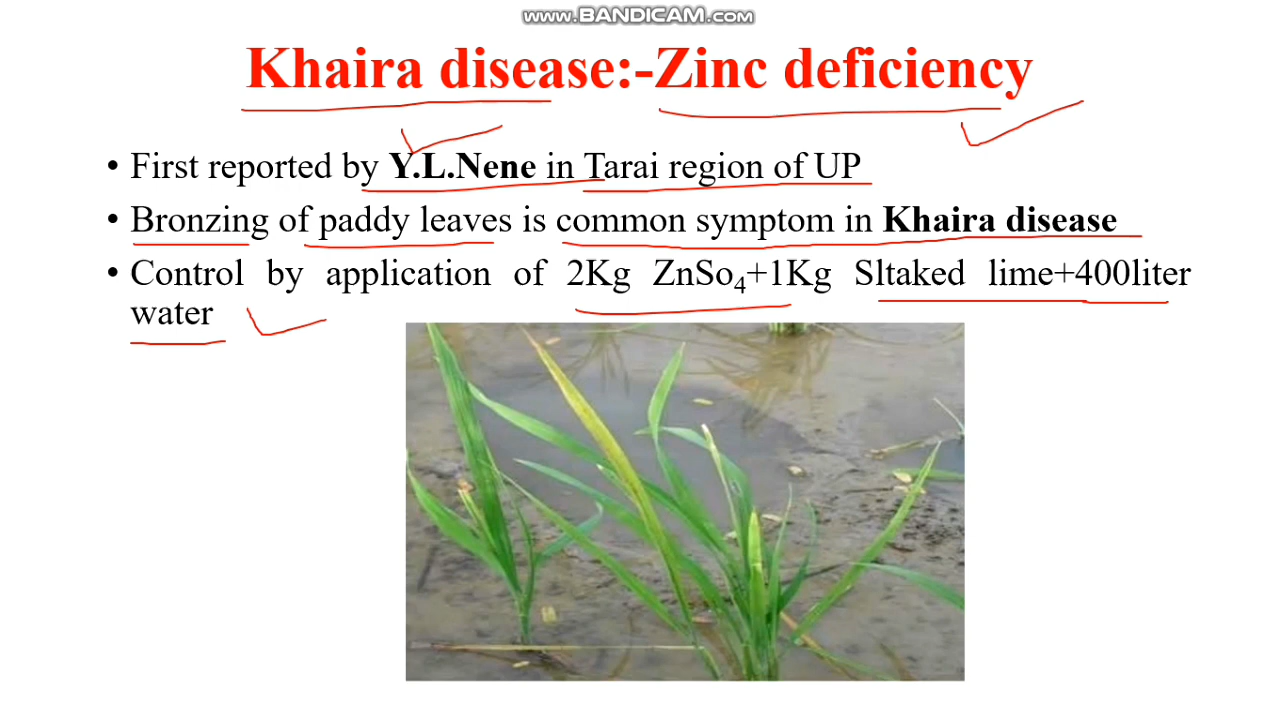 www.BANDICAM.com
Khaira disease:-Zinc deficiency
• First reported by Y.L.Nene in Tarai region of UP
• Bronzing of paddy leaves is common symptom in Khaira disease
• Control by application of 2Kg ZnSo₄+1Kg Sltaked lime+400liter
water